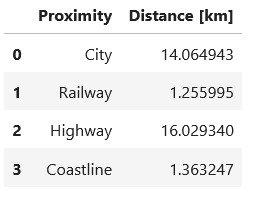 Proximity Distance [km]
0 City 14.064943
1 Railway 1.255995
2 Highway 16.029340
3 Coastline 1.363247